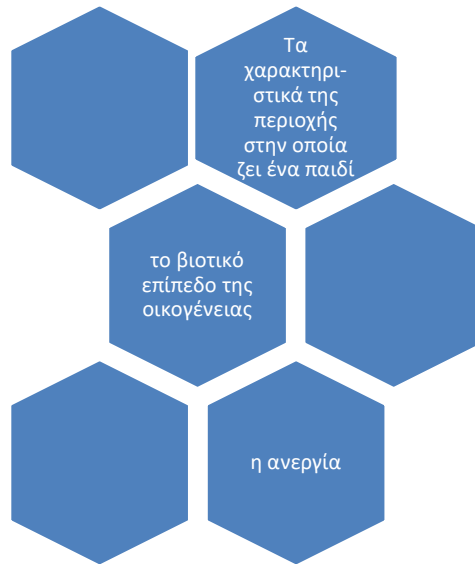 Τα
χαρακτηρι-
στικά της
περιοχής
στην οποία
ζει ένα παιδί
το βιοτικό
επίπεδο της
οικογένειας
η ανεργία